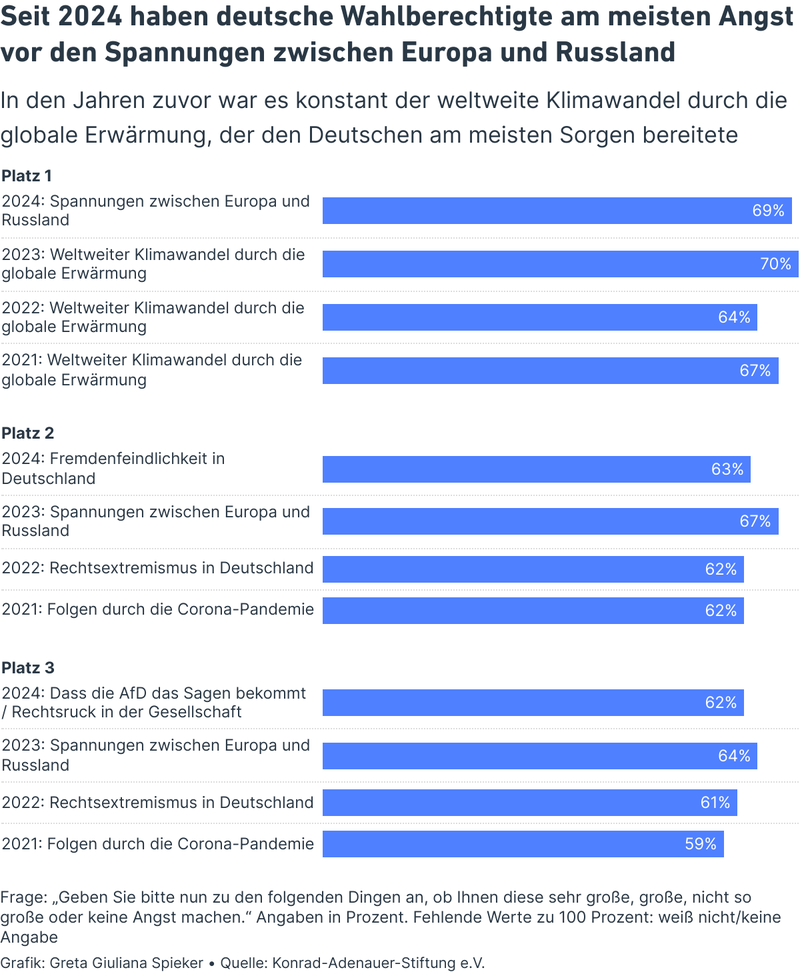 Seit 2024 haben deutsche Wahlberechtigte am meisten Angst
vor den Spannungen zwischen Europa und Russland
In den Jahren zuvor war es konstant der weltweite Klimawandel durch die
globale Erwärmung, der den Deutschen am meisten Sorgen bereitete
Platz 1
2024: Spannungen zwischen Europa und
Russland
69%
2023: Weltweiter Klimawandel durch die
globale Erwärmung
70%
2022: Weltweiter Klimawandel durch die
globale Erwärmung
64%
2021: Weltweiter Klimawandel durch die
globale Erwärmung
67%
Platz 2
2024: Fremdenfeindlichkeit in
Deutschland
63%
2023: Spannungen zwischen Europa und
Russland
67%
2022: Rechtsextremismus in Deutschland
62%
2021: Folgen durch die Corona-Pandemie
62%
Platz 3
2024: Dass die AfD das Sagen bekommt
/ Rechtsruck in der Gesellschaft
62%
2023: Spannungen zwischen Europa und
Russland
64%
2022: Rechtsextremismus in Deutschland
61%
2021: Folgen durch die Corona-Pandemie
59%
Frage: „Geben Sie bitte nun zu den folgenden Dingen an, ob Ihnen diese sehr große, große, nicht so
große oder keine Angst machen.“ Angaben in Prozent. Fehlende Werte zu 100 Prozent: weiß nicht/keine
Angabe
Grafik: Greta Giuliana Spieker • Quelle: Konrad-Adenauer-Stiftung e.V.